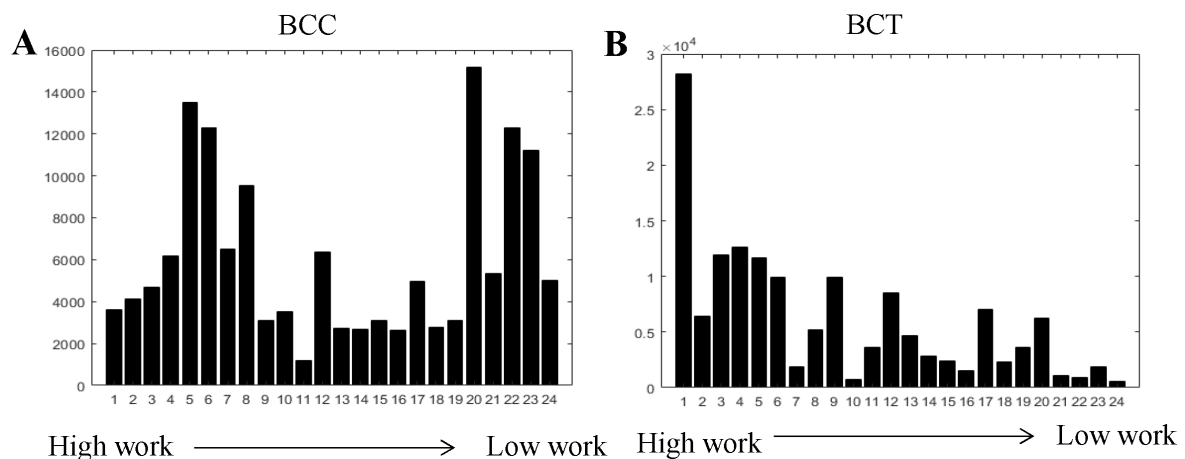 A
BCC
16000
14000
12000
10000
8000
6000
4000
2000
0
1 2 3 4 5 6 7 8 9 10 11 12 13 14 15 16 17 18 19 20 21 22 23 24
High work
Low work
B
BCT
×10⁴
3
2.5
2
1.5
1
0.5
0
1 2 3 4 5 6 7 8 9 10 11 12 13 14 15 16 17 18 19 20 21 22 23 24
High work
Low work